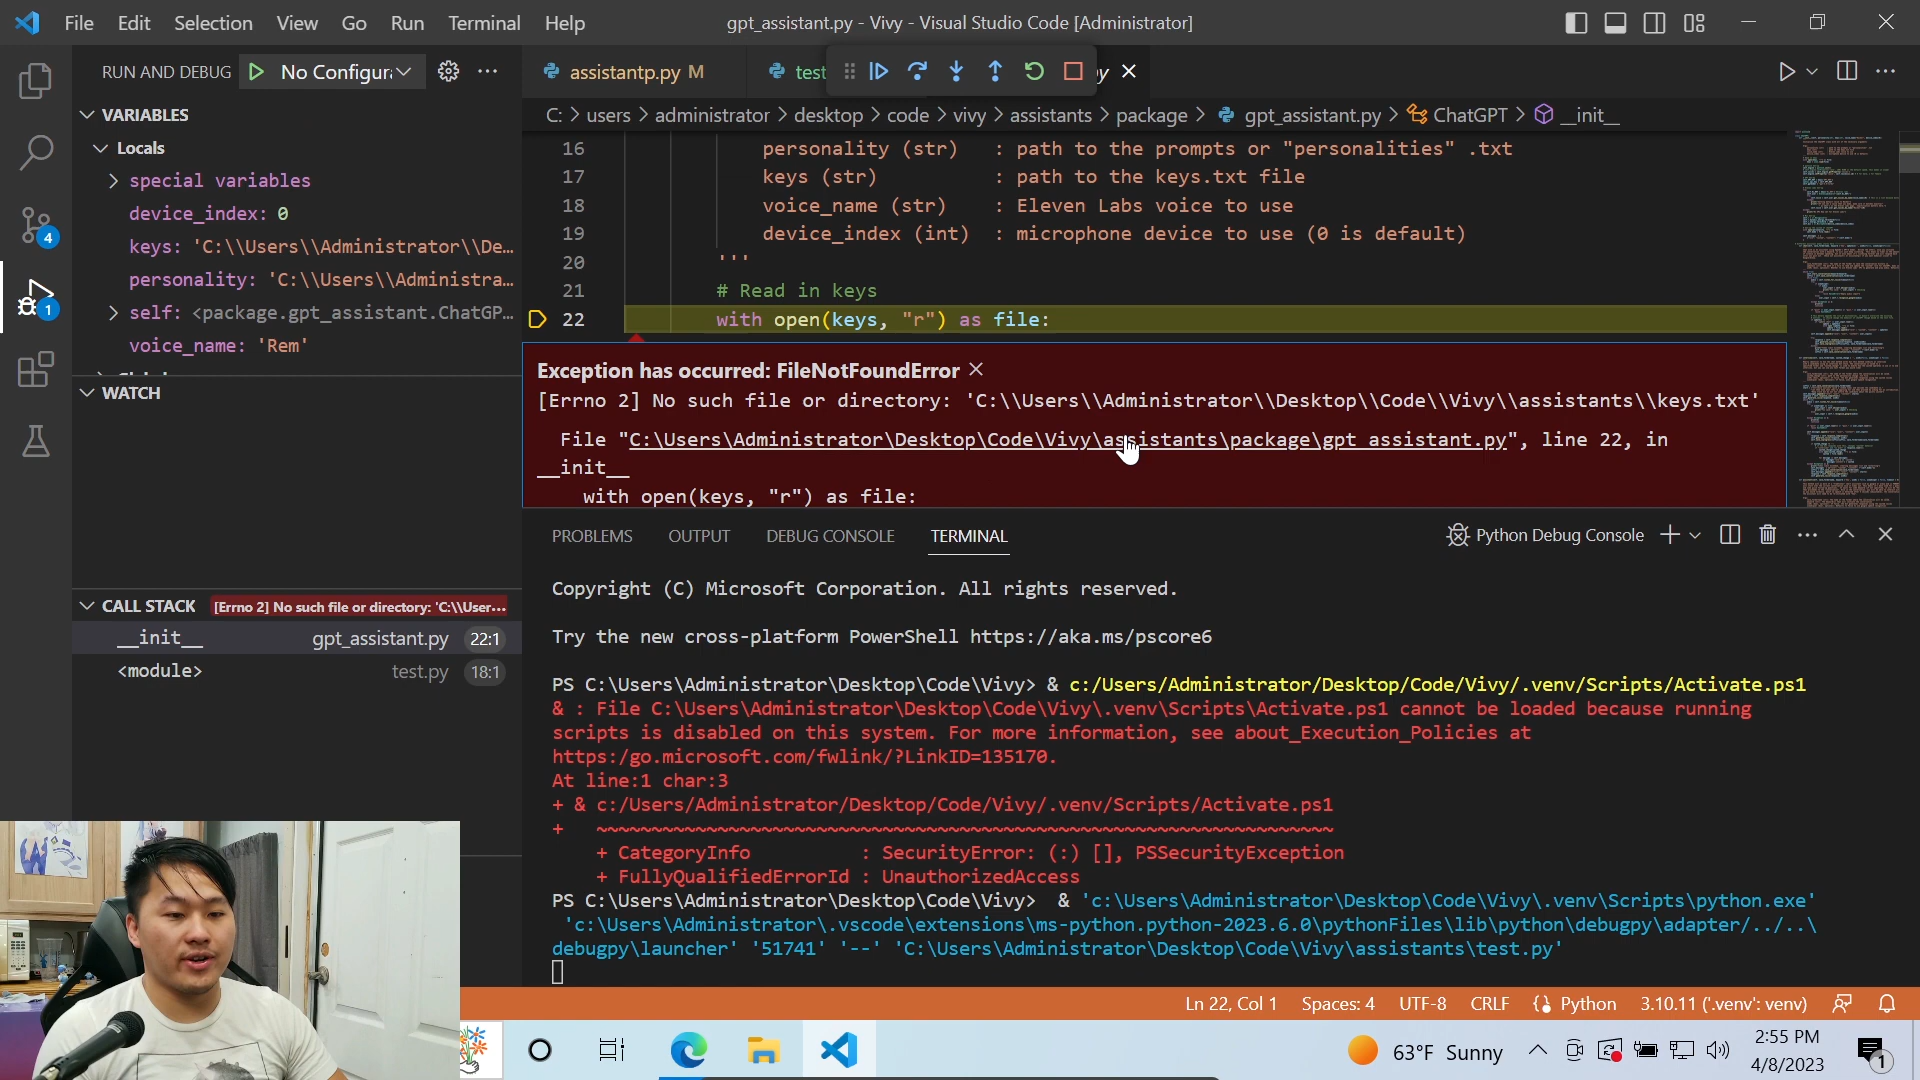 File Edit Selection View Go Run Terminal Help
gpt_assistant.py - Vivy - Visual Studio Code [Administrator]
RUN AND DEBUG
No Configur
assistantp.py M
test
y
VARIABLES
Locals
special variables
device_index: 0
keys: 'C:\\Users\\Administrator\\De...
personality: 'C:\\Users\\Administra...
self: <package.gpt_assistant.ChatGP...
voice_name: 'Rem'
WATCH
CALL STACK [Errno 2] No such file or directory: 'C:\\User...
__init__ gpt_assistant.py 22:1
<module> test.py 18:1
4
1
C: > users > administrator > desktop > code > vivy > assistants > package > gpt_assistant.py > ChatGPT > __init__
16 personality (str) : path to the prompts or "personalities" .txt
17 keys (str) : path to the keys.txt file
18 voice_name (str) : Eleven Labs voice to use
19 device_index (int) : microphone device to use (0 is default)
20 '''
21 # Read in keys
22 with open(keys, "r") as file:
Exception has occurred: FileNotFoundError
[Errno 2] No such file or directory: 'C:\\Users\\Administrator\\Desktop\\Code\\Vivy\\assistants\\keys.txt'
File "C:\Users\Administrator\Desktop\Code\Vivy\assistants\package\gpt_assistant.py", line 22, in
__init__
with open(keys, "r") as file:
PROBLEMS OUTPUT DEBUG CONSOLE TERMINAL
Python Debug Console
Copyright (C) Microsoft Corporation. All rights reserved.
Try the new cross-platform PowerShell https://aka.ms/pscore6
PS C:\Users\Administrator\Desktop\Code\Vivy> & c:/Users/Administrator/Desktop/Code/Vivy/.venv/Scripts/Activate.ps1
& : File C:\Users\Administrator\Desktop\Code\Vivy\.venv\Scripts\Activate.ps1 cannot be loaded because running
scripts is disabled on this system. For more information, see about_Execution_Policies at
https:/go.microsoft.com/fwlink/?LinkID=135170.
At line:1 char:3
+ & c:/Users/Administrator/Desktop/Code/Vivy/.venv/Scripts/Activate.ps1
+ ~~~~~~~~~~~~~~~~~~~~~~~~~~~~~~~~~~~~~~~~~~~~~~~~~~~~~~~~~~~~~~~~~~~
+ CategoryInfo : SecurityError: (:) [], PSSecurityException
+ FullyQualifiedErrorId : UnauthorizedAccess
PS C:\Users\Administrator\Desktop\Code\Vivy> & 'c:\Users\Administrator\Desktop\Code\Vivy\.venv\Scripts\python.exe'
'c:\Users\Administrator\.vscode\extensions\ms-python.python-2023.6.0\pythonFiles\lib\python\debugpy\adapter/../..\
debugpy\launcher' '51741' '--' 'C:\Users\Administrator\Desktop\Code\Vivy\assistants\test.py'
Ln 22, Col 1 Spaces: 4 UTF-8 CRLF Python 3.10.11 ('.venv': venv)
63°F Sunny
2:55 PM
4/8/2023
1